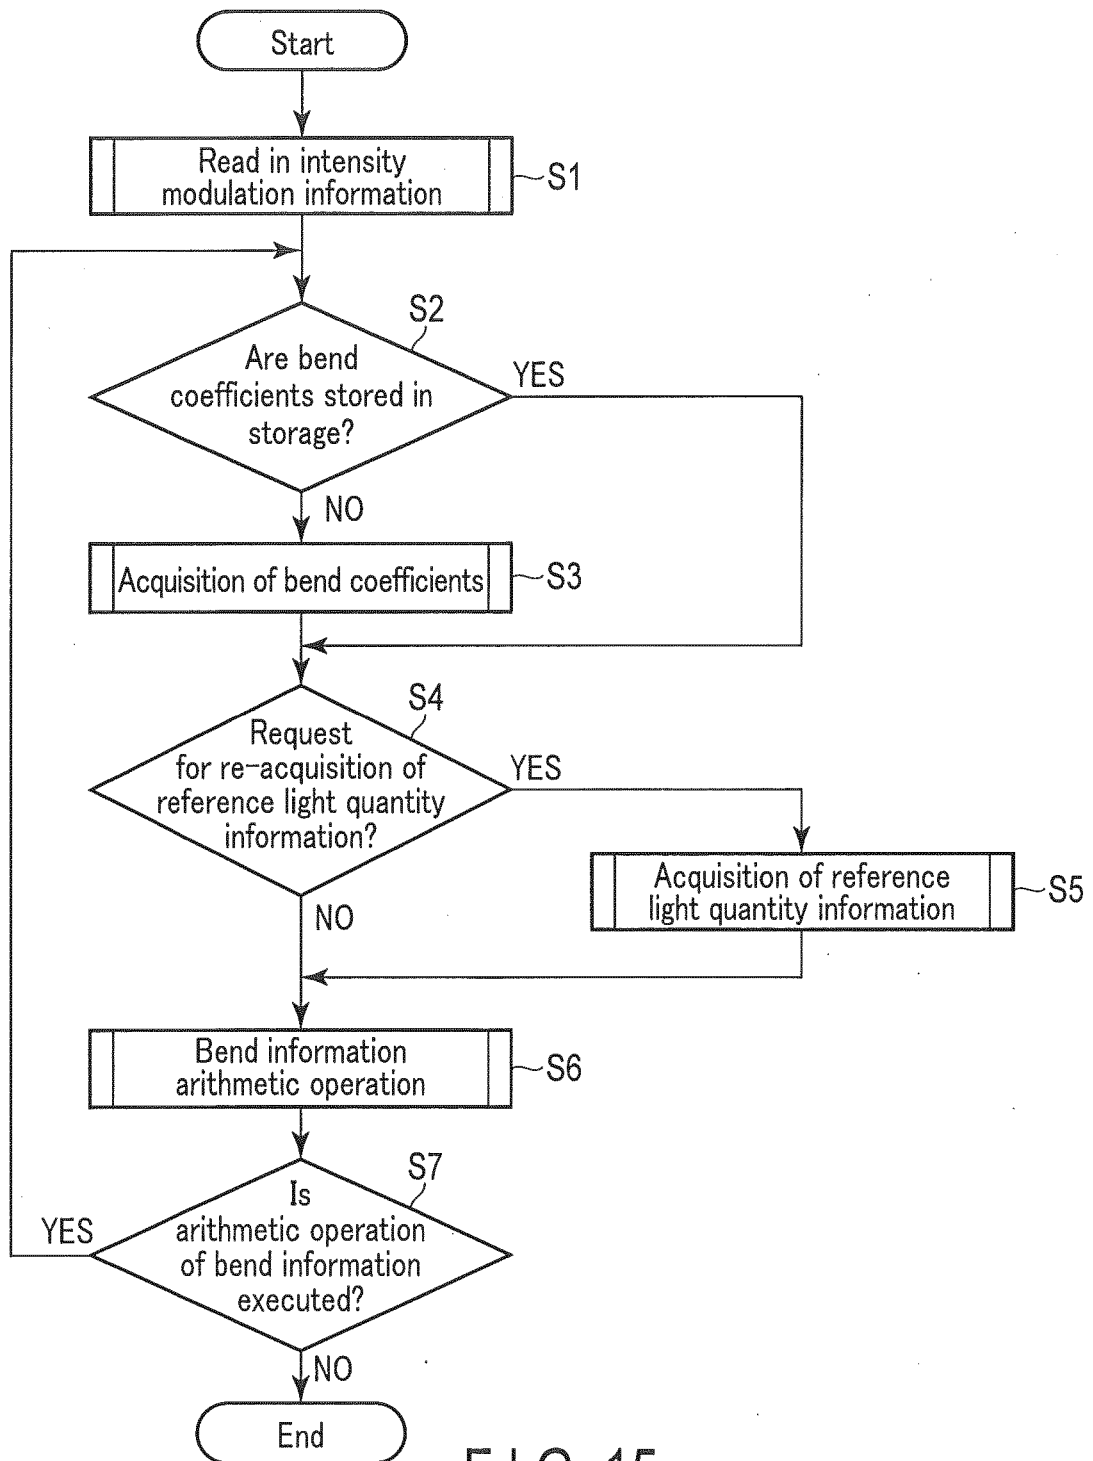 Start
Read in intensity
modulation information
S1
S2
Are bend
coefficients stored in
storage?
YES
NO
Acquisition of bend coefficients
S3
S4
Request
for re-acquisition of
reference light quantity
information?
YES
Acquisition of reference
light quantity information
S5
NO
Bend information
arithmetic operation
S6
S7
Is
arithmetic operation
of bend information
executed?
YES
NO
End
FIG. 15